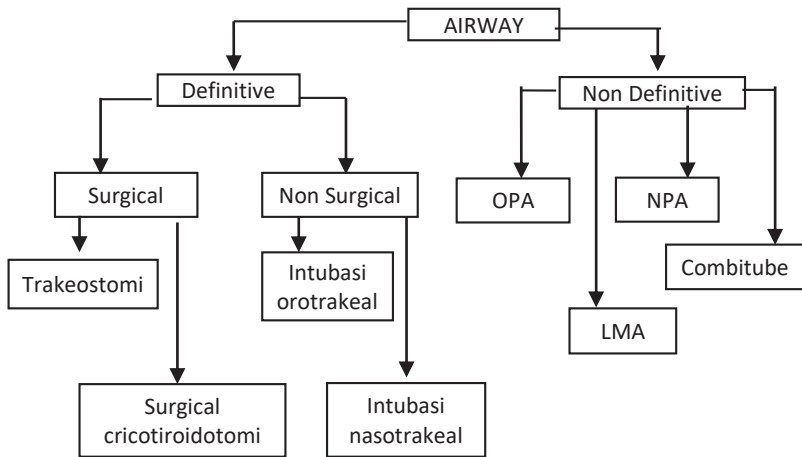 AIRWAY
Definitive
Non Definitive
Surgical
Non Surgical
OPA
NPA
Trakeostomi
Intubasi
orotrakeal
Combitube
LMA
Surgical
cricotiroidotomi
Intubasi
nasotrakeal